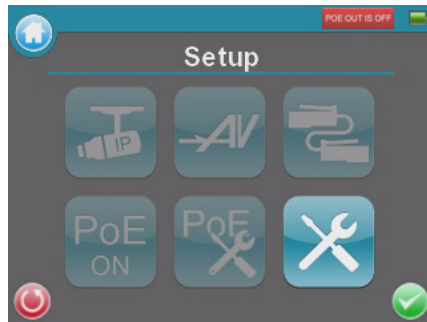 POE OUT IS OFF
Setup
IP
AV
PoE
ON
PoE